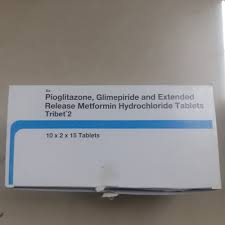 Rx
Pioglitazone, Glimepiride and Extended
Release Metformin Hydrochloride Tablets
Tribet 2
10 x 2 x 15 Tablets